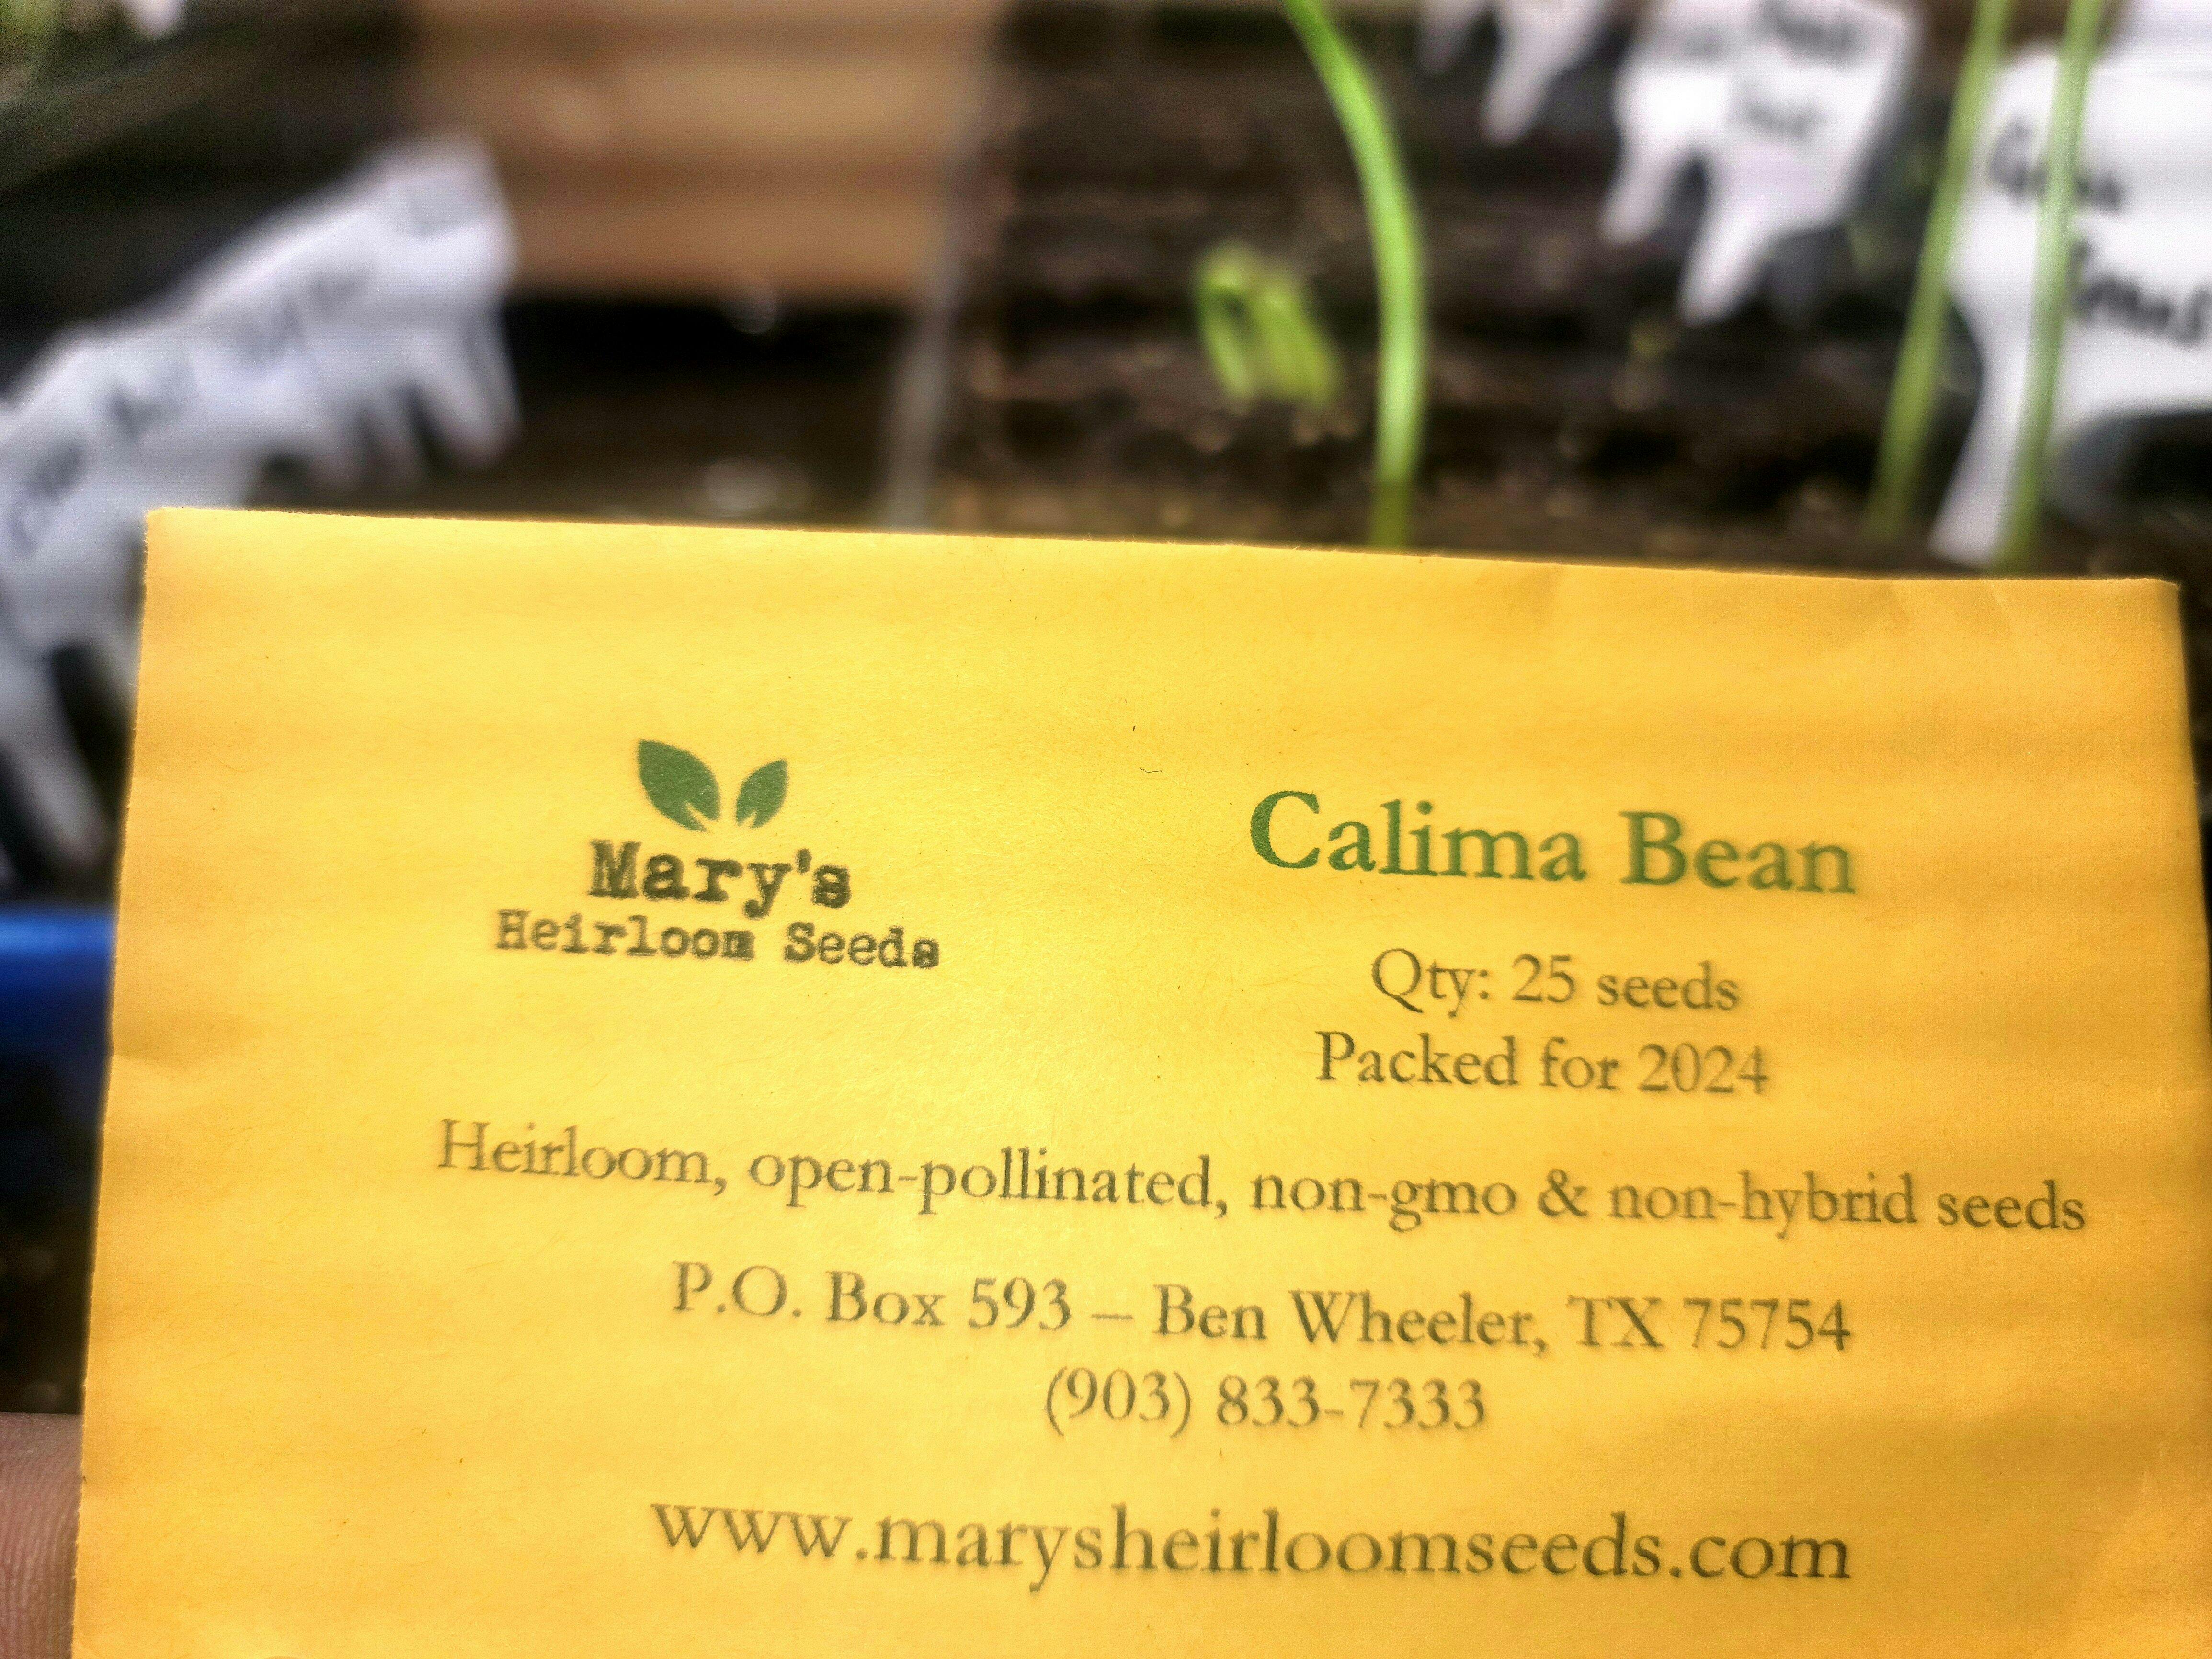 Mary's
Heirloom Seeds
Calima Bean
Qty: 25 seeds
Packed for 2024
Heirloom, open-pollinated, non-gmo & non-hybrid seeds
P.O. Box 593 – Ben Wheeler, TX 75754
(903) 833-7333
www.marysheirloomseeds.com